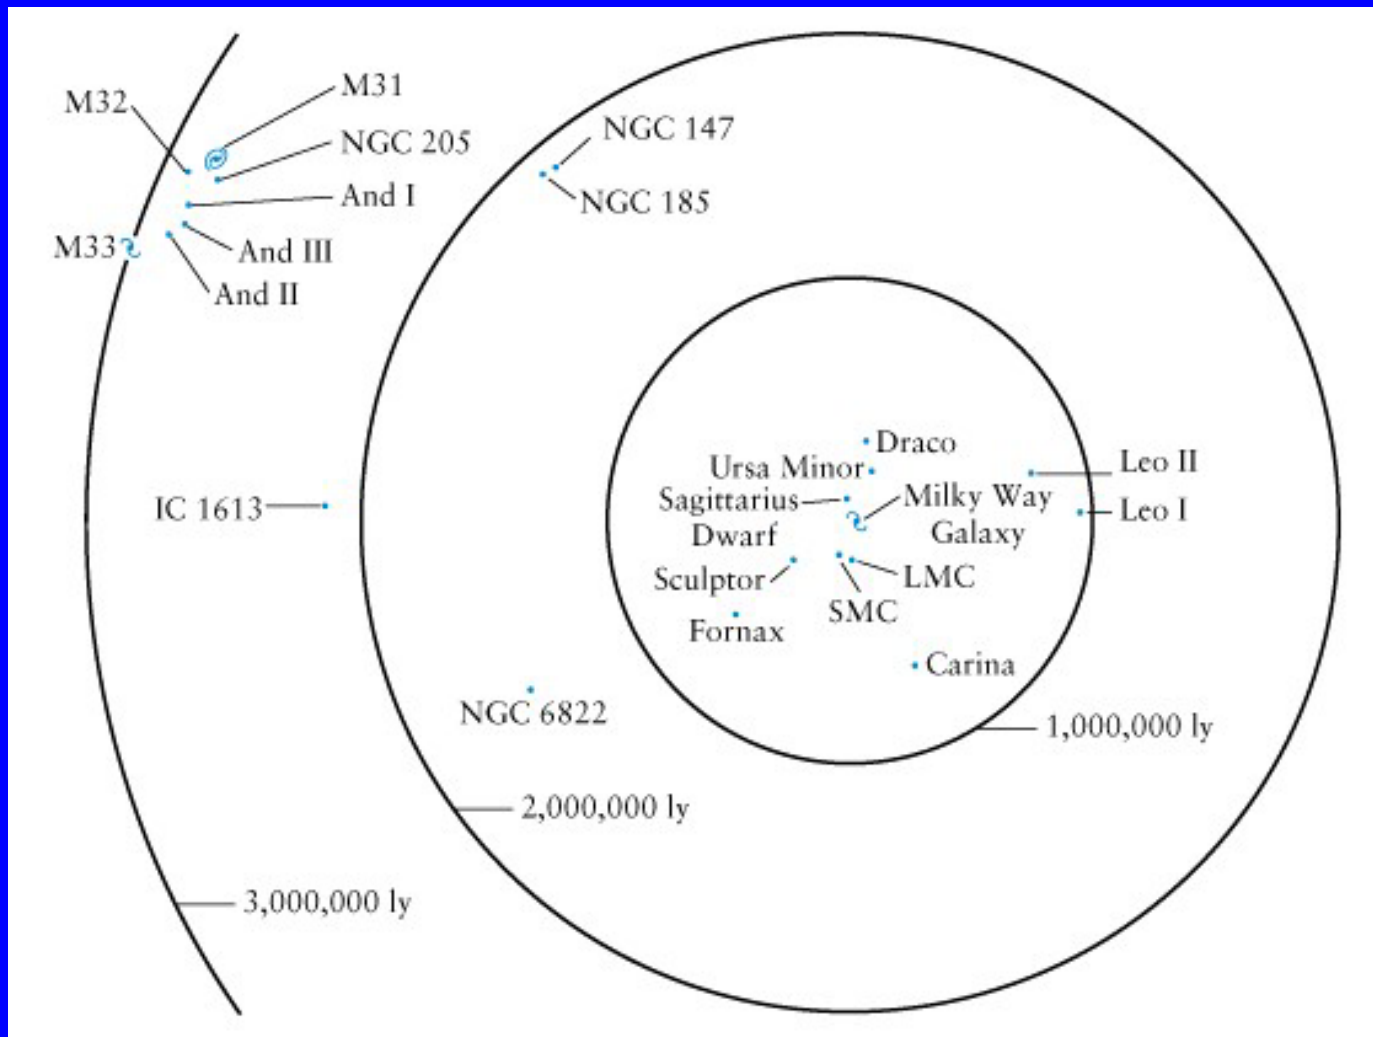 M31
M32
NGC 205
And I
M33
And III
And II
NGC 147
NGC 185
IC 1613
Draco
Ursa Minor
Sagittarius
Dwarf
Milky Way
Galaxy
Leo II
Leo I
Sculptor
LMC
SMC
Fornax
Carina
NGC 6822
1,000,000 ly
2,000,000 ly
3,000,000 ly